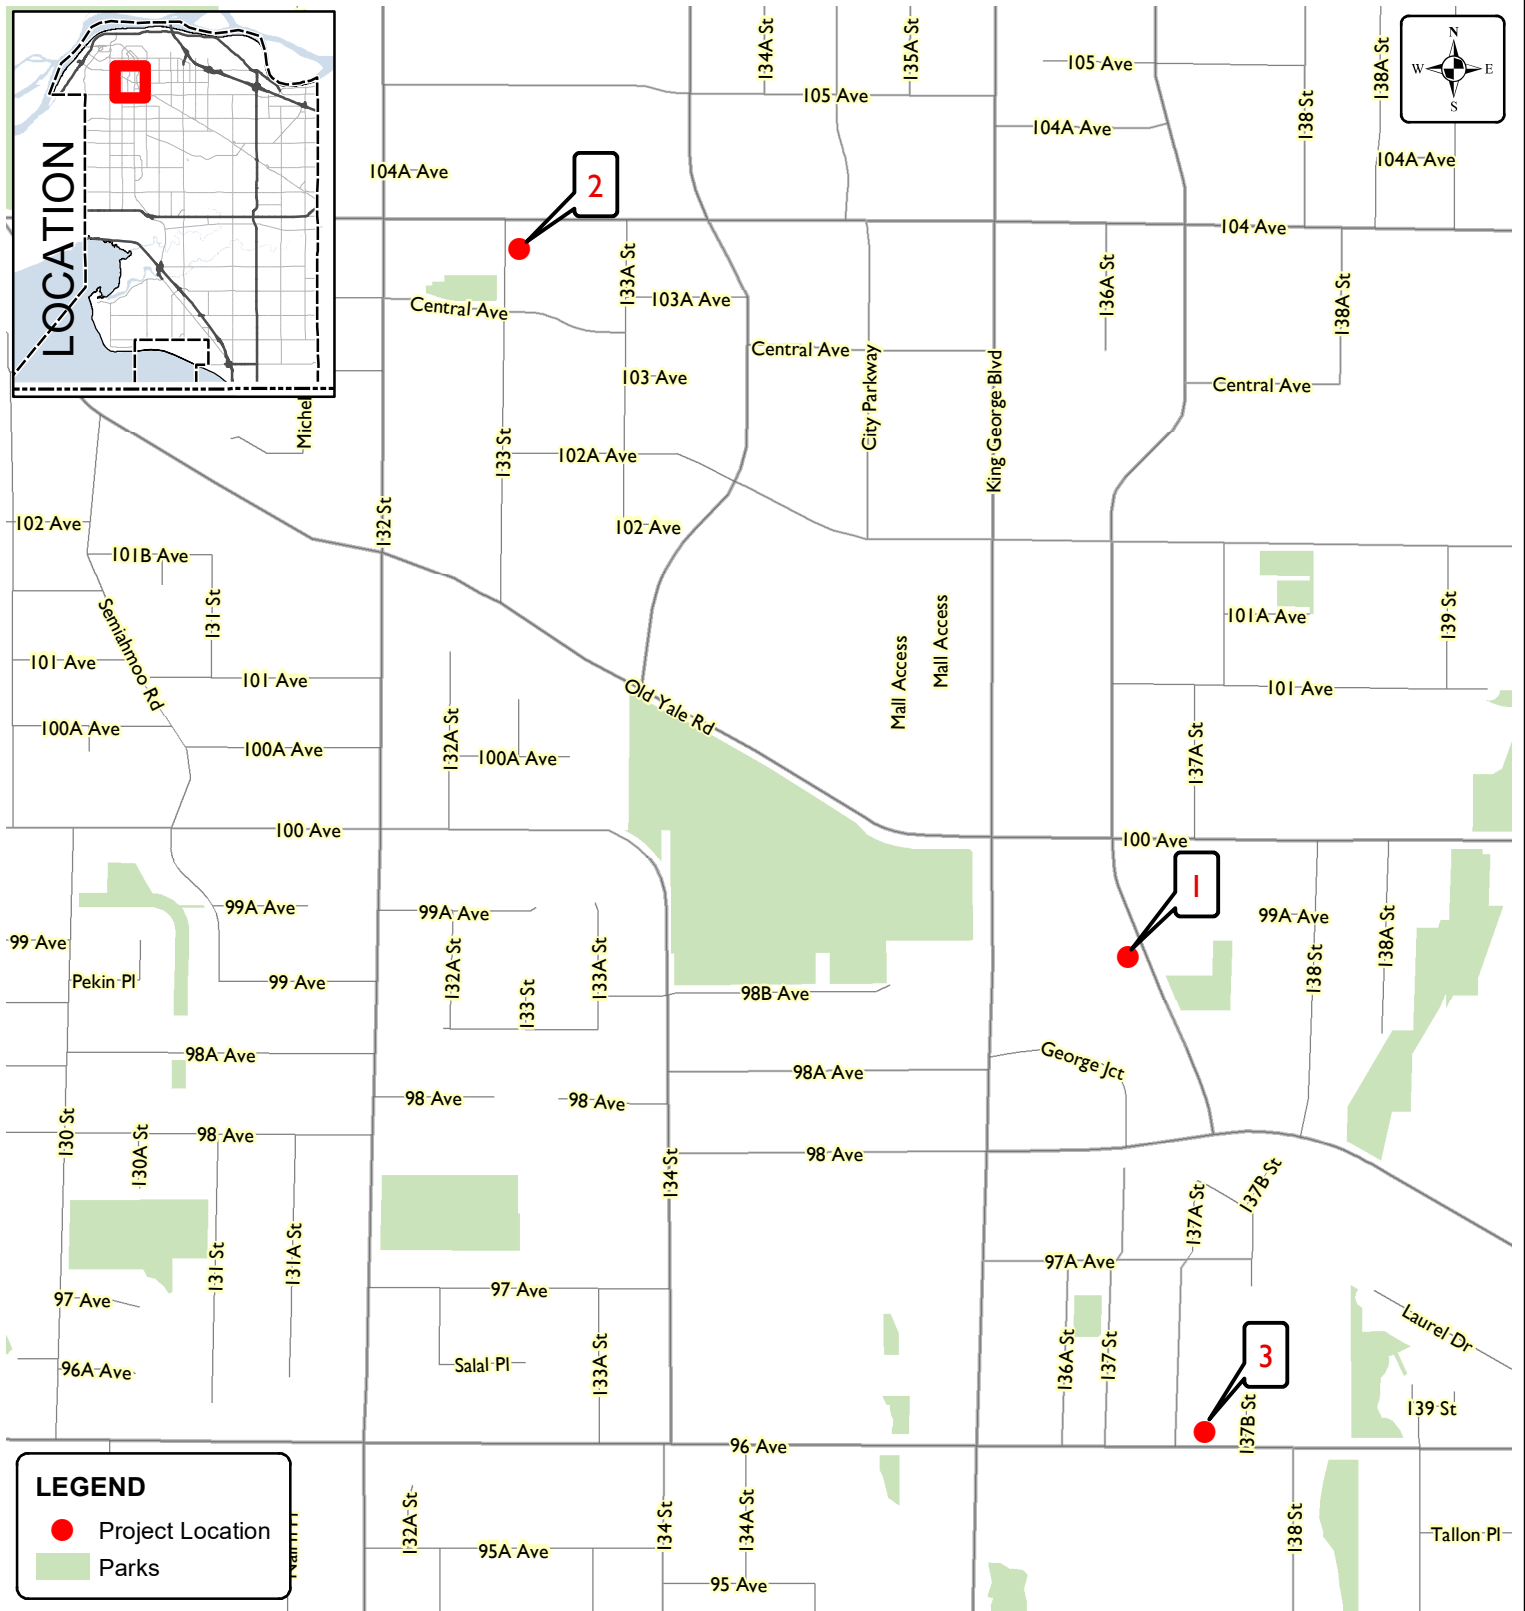 LOCATION
N
W
E
S
134A St
135A St
105 Ave
138 St
138A St
105 Ave
104A Ave
104A Ave
104A Ave
2
104 Ave
133A St
103A Ave
136A St
138A St
Central Ave
Central Ave
City Parkway
King George Blvd
103 Ave
Central Ave
Michel
133 St
102A Ave
132 St
102 Ave
102 Ave
101B Ave
131 St
Semiahmoo Rd
101A Ave
139 St
Mall Access
Mall Access
101 Ave
101 Ave
Old Yale Rd
101 Ave
100A Ave
100A Ave
132A St
100A Ave
137A St
100 Ave
100 Ave
1
99A Ave
99A Ave
99A Ave
138A St
99 Ave
Pekin Pl
99 Ave
132A St
133 St
133A St
98B Ave
138 St
98A Ave
George Jct
98A Ave
98 Ave
98 Ave
130 St
130A St
98 Ave
98 Ave
134 St
137A St
137B St
131 St
131A St
97A Ave
97 Ave
97 Ave
Laurel Dr
96A Ave
Salal Pl
133A St
136A St
137 St
3
139 St
137B St
96 Ave
LEGEND
Project Location
Parks
132A St
95A Ave
134 St
134A St
95 Ave
138 St
Tallon Pl